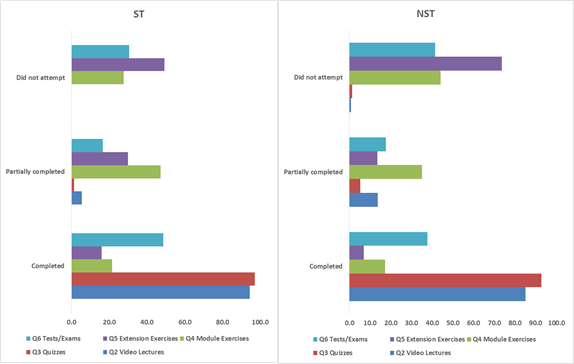 ST
Did not attempt
Partially completed
Completed
0.0 20.0 40.0 60.0 80.0 100.0
Q6 Tests/Exams Q5 Extension Exercises Q4 Module Exercises
Q3 Quizzes Q2 Video Lectures
NST
Did not attempt
Partially completed
Completed
0.0 10.0 20.0 30.0 40.0 50.0 60.0 70.0 80.0 90.0 100.0
Q6 Tests/Exams Q5 Extension Exercises Q4 Module Exercises
Q3 Quizzes Q2 Video Lectures